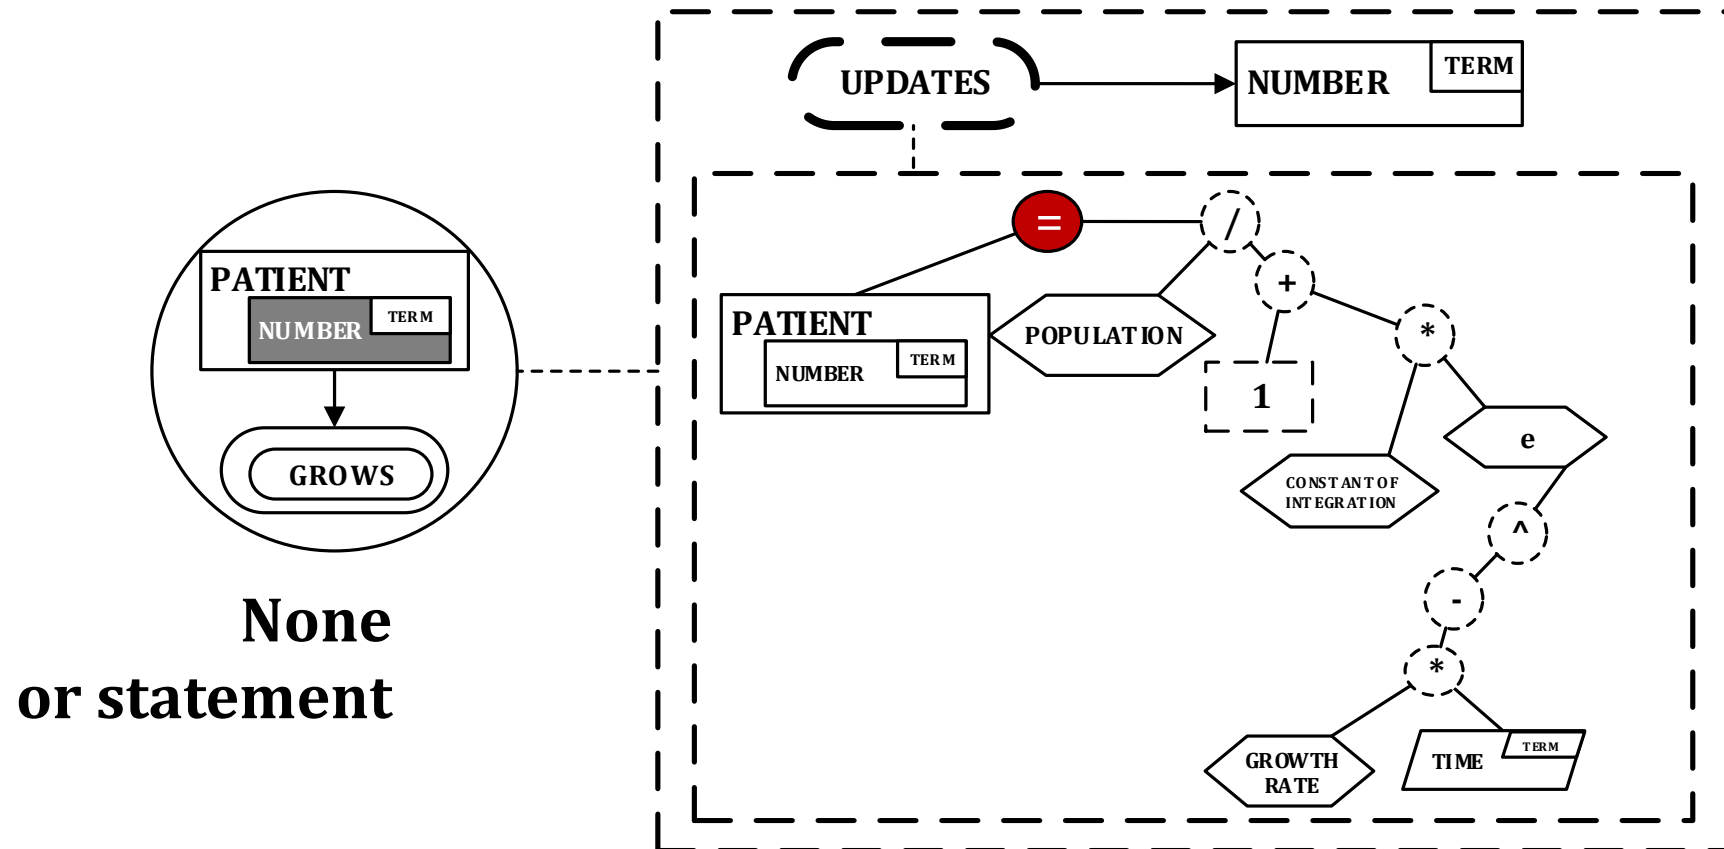 UPDATES
NUMBER
TERM
=
/
PATIENT
NUMBER
TERM
+
PATIENT
NUMBER
TERM
POPULATION
*
1
e
GROWS
CONSTANT OF
INTEGRATION
^
-
None
or statement
*
GROWTH
RATE
TIME
TERM